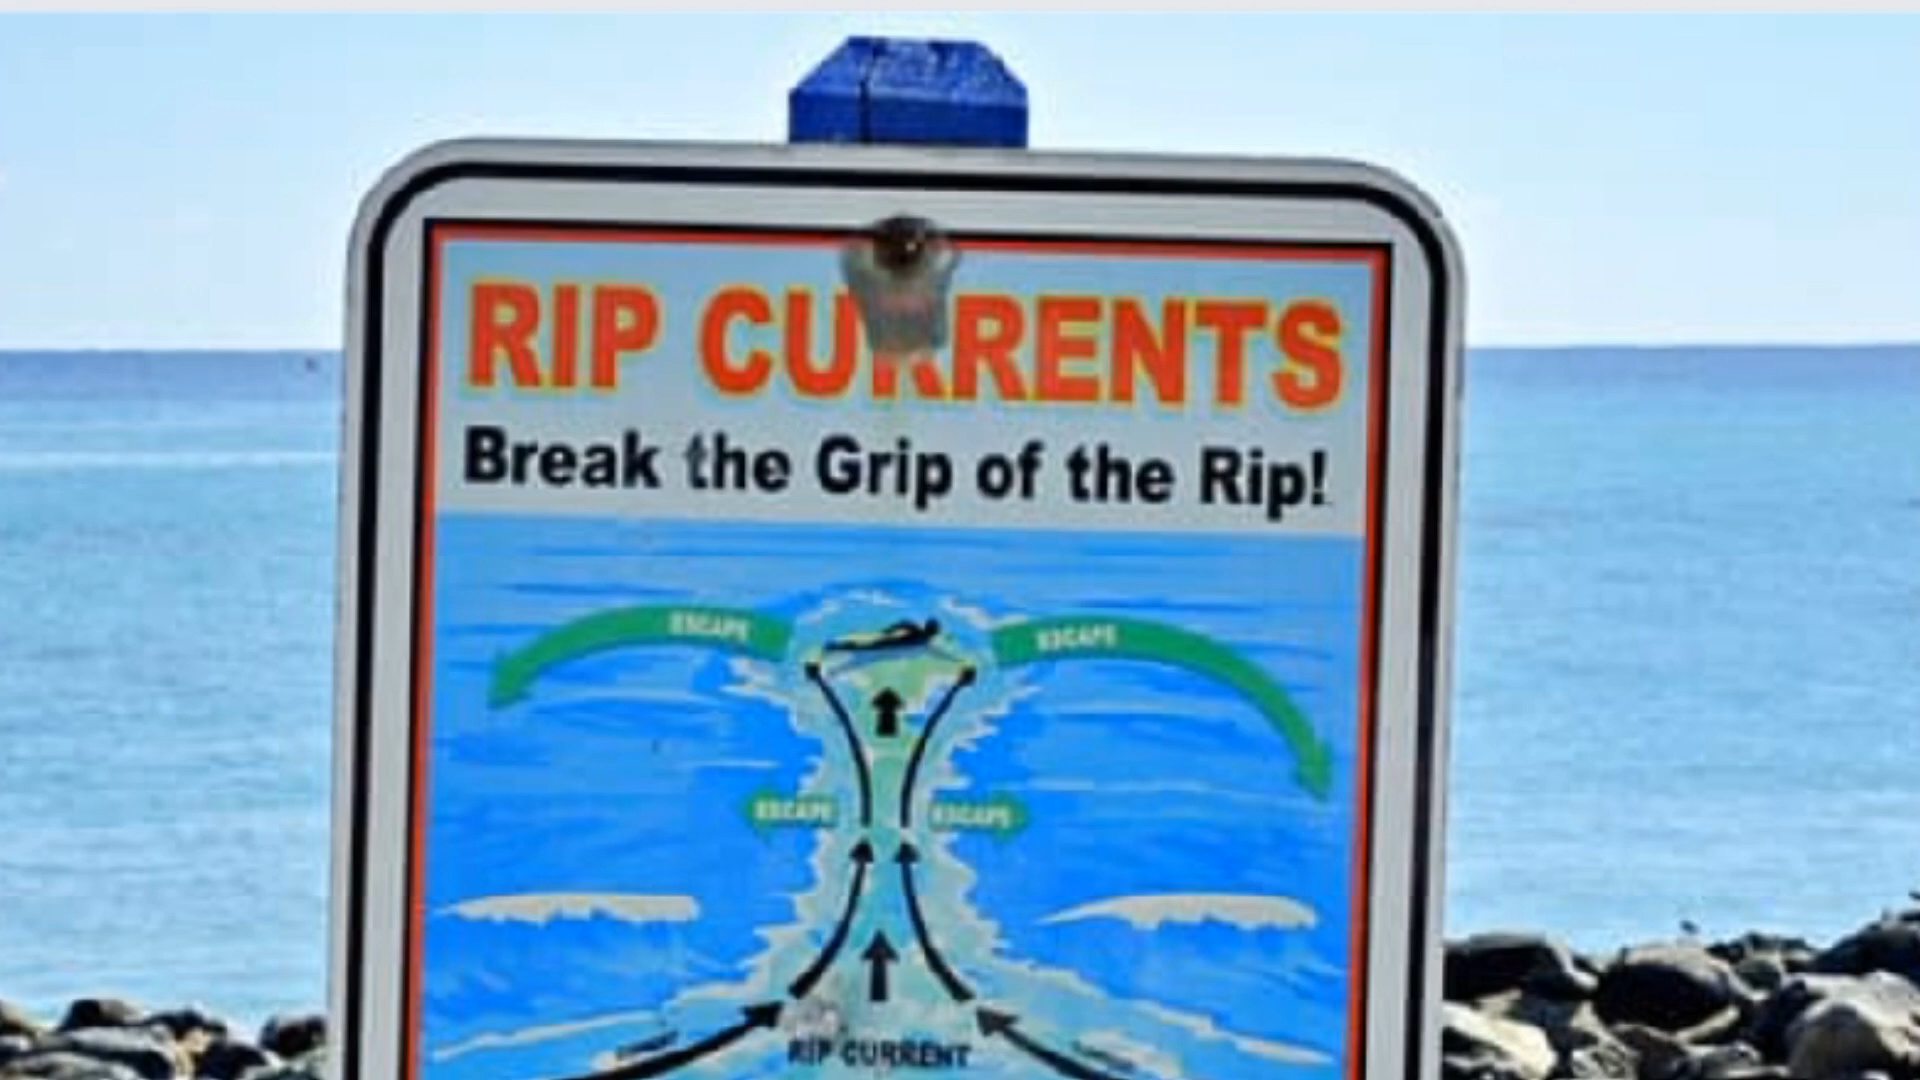 RIP CURRENTS
Break the Grip of the Rip!
ESCAPE ESCAPE
ESCAPE ESCAPE
RIP CURRENT